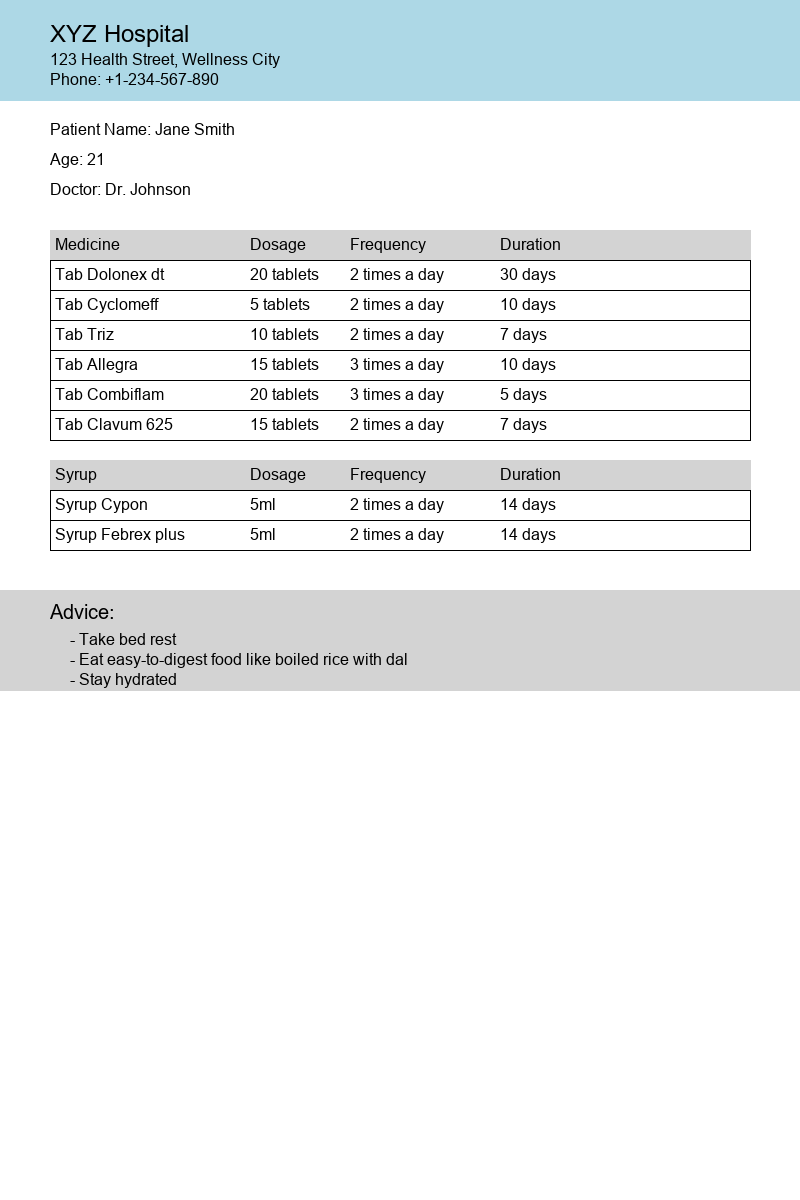 XYZ Hospital
123 Health Street, Wellness City
Phone: +1-234-567-890
Patient Name: Jane Smith
Age: 21
Doctor: Dr. Johnson
Medicine Dosage Frequency Duration
Tab Dolonex dt 20 tablets 2 times a day 30 days
Tab Cyclomeff 5 tablets 2 times a day 10 days
Tab Triz 10 tablets 2 times a day 7 days
Tab Allegra 15 tablets 3 times a day 10 days
Tab Combiflam 20 tablets 3 times a day 5 days
Tab Clavum 625 15 tablets 2 times a day 7 days
Syrup Dosage Frequency Duration
Syrup Cypon 5ml 2 times a day 14 days
Syrup Febrex plus 5ml 2 times a day 14 days
Advice:
- Take bed rest
- Eat easy-to-digest food like boiled rice with dal
- Stay hydrated